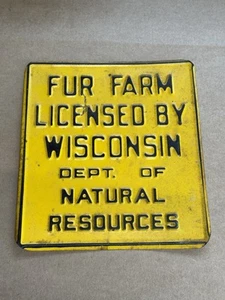 FUR FARM
LICENSED BY
WISCONSIN
DEPT. OF
NATURAL
RESOURCES